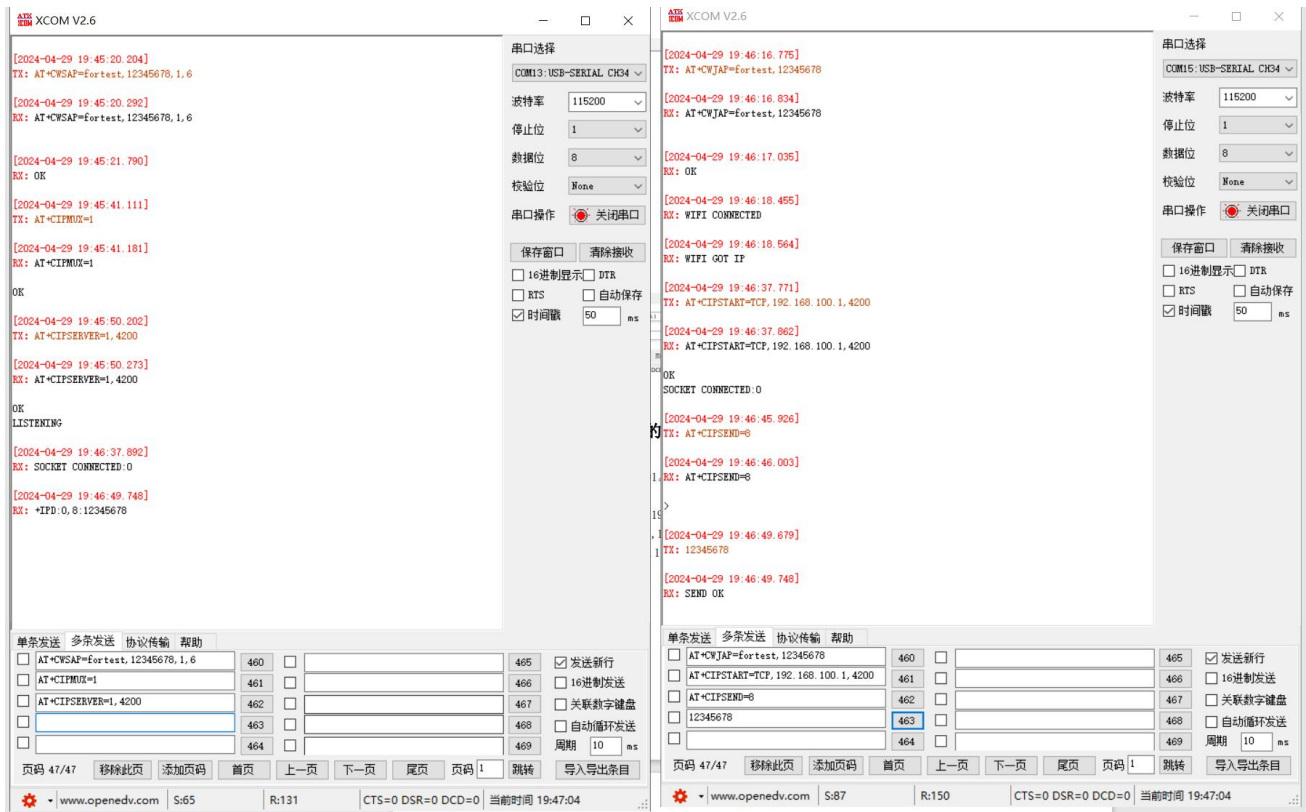 XCOM V2.6
[2024-04-29 19:45:20.204]
TX: AT+CWSAP=fortest,12345678,1,6
[2024-04-29 19:45:20.292]
RX: AT+CWSAP=fortest,12345678,1,6
[2024-04-29 19:45:21.790]
RX: OK
[2024-04-29 19:45:41.111]
TX: AT+CIPMUX=1
[2024-04-29 19:45:41.181]
RX: AT+CIPMUX=1
OK
[2024-04-29 19:45:50.202]
TX: AT+CIPSERVER=1,4200
[2024-04-29 19:45:50.273]
RX: AT+CIPSERVER=1,4200
OK
LISTENING
[2024-04-29 19:46:37.892]
RX: SOCKET CONNECTED:0
[2024-04-29 19:46:49.748]
RX: +IPD:0,8:12345678
串口选择
COM13:USB-SERIAL CH34
波特率 115200
停止位 1
数据位 8
校验位 None
串口操作 关闭串口
保存窗口 清除接收
16进制显示 DTR
RTS 自动保存
时间戳 50 ms
单条发送 多条发送 协议传输 帮助
AT+CWSAP=fortest,12345678,1,6 460 465 发送新行
AT+CIPMUX=1 461 466 16进制发送
AT+CIPSERVER=1,4200 462 467 关联数字键盘
463 468 自动循环发送
464 469 周期 10 ms
页码 47/47 移除此页 添加页码 首页 上一页 下一页 尾页 页码 1 跳转 导入导出条目
www.openedv.com S:65 R:131 CTS=0 DSR=0 DCD=0 当前时间 19:47:04
XCOM V2.6
[2024-04-29 19:46:16.775]
TX: AT+CWJAP=fortest,12345678
[2024-04-29 19:46:16.834]
RX: AT+CWJAP=fortest,12345678
[2024-04-29 19:46:17.035]
RX: OK
[2024-04-29 19:46:18.455]
RX: WIFI CONNECTED
[2024-04-29 19:46:18.564]
RX: WIFI GOT IP
[2024-04-29 19:46:37.771]
TX: AT+CIPSTART=TCP,192.168.100.1,4200
[2024-04-29 19:46:37.862]
RX: AT+CIPSTART=TCP,192.168.100.1,4200
OK
SOCKET CONNECTED:0
[2024-04-29 19:46:45.926]
TX: AT+CIPSEND=8
[2024-04-29 19:46:46.003]
RX: AT+CIPSEND=8
>
[2024-04-29 19:46:49.679]
TX: 12345678
[2024-04-29 19:46:49.748]
RX: SEND OK
串口选择
COM15:USB-SERIAL CH34
波特率 115200
停止位 1
数据位 8
校验位 None
串口操作 关闭串口
保存窗口 清除接收
16进制显示 DTR
RTS 自动保存
时间戳 50 ms
单条发送 多条发送 协议传输 帮助
AT+CWJAP=fortest,12345678 460 465 发送新行
AT+CIPSTART=TCP,192.168.100.1,4200 461 466 16进制发送
AT+CIPSEND=8 462 467 关联数字键盘
12345678 463 468 自动循环发送
464 469 周期 10 ms
页码 47/47 移除此页 添加页码 首页 上一页 下一页 尾页 页码 1 跳转 导入导出条目
www.openedv.com S:87 R:150 CTS=0 DSR=0 DCD=0 当前时间 19:47:04